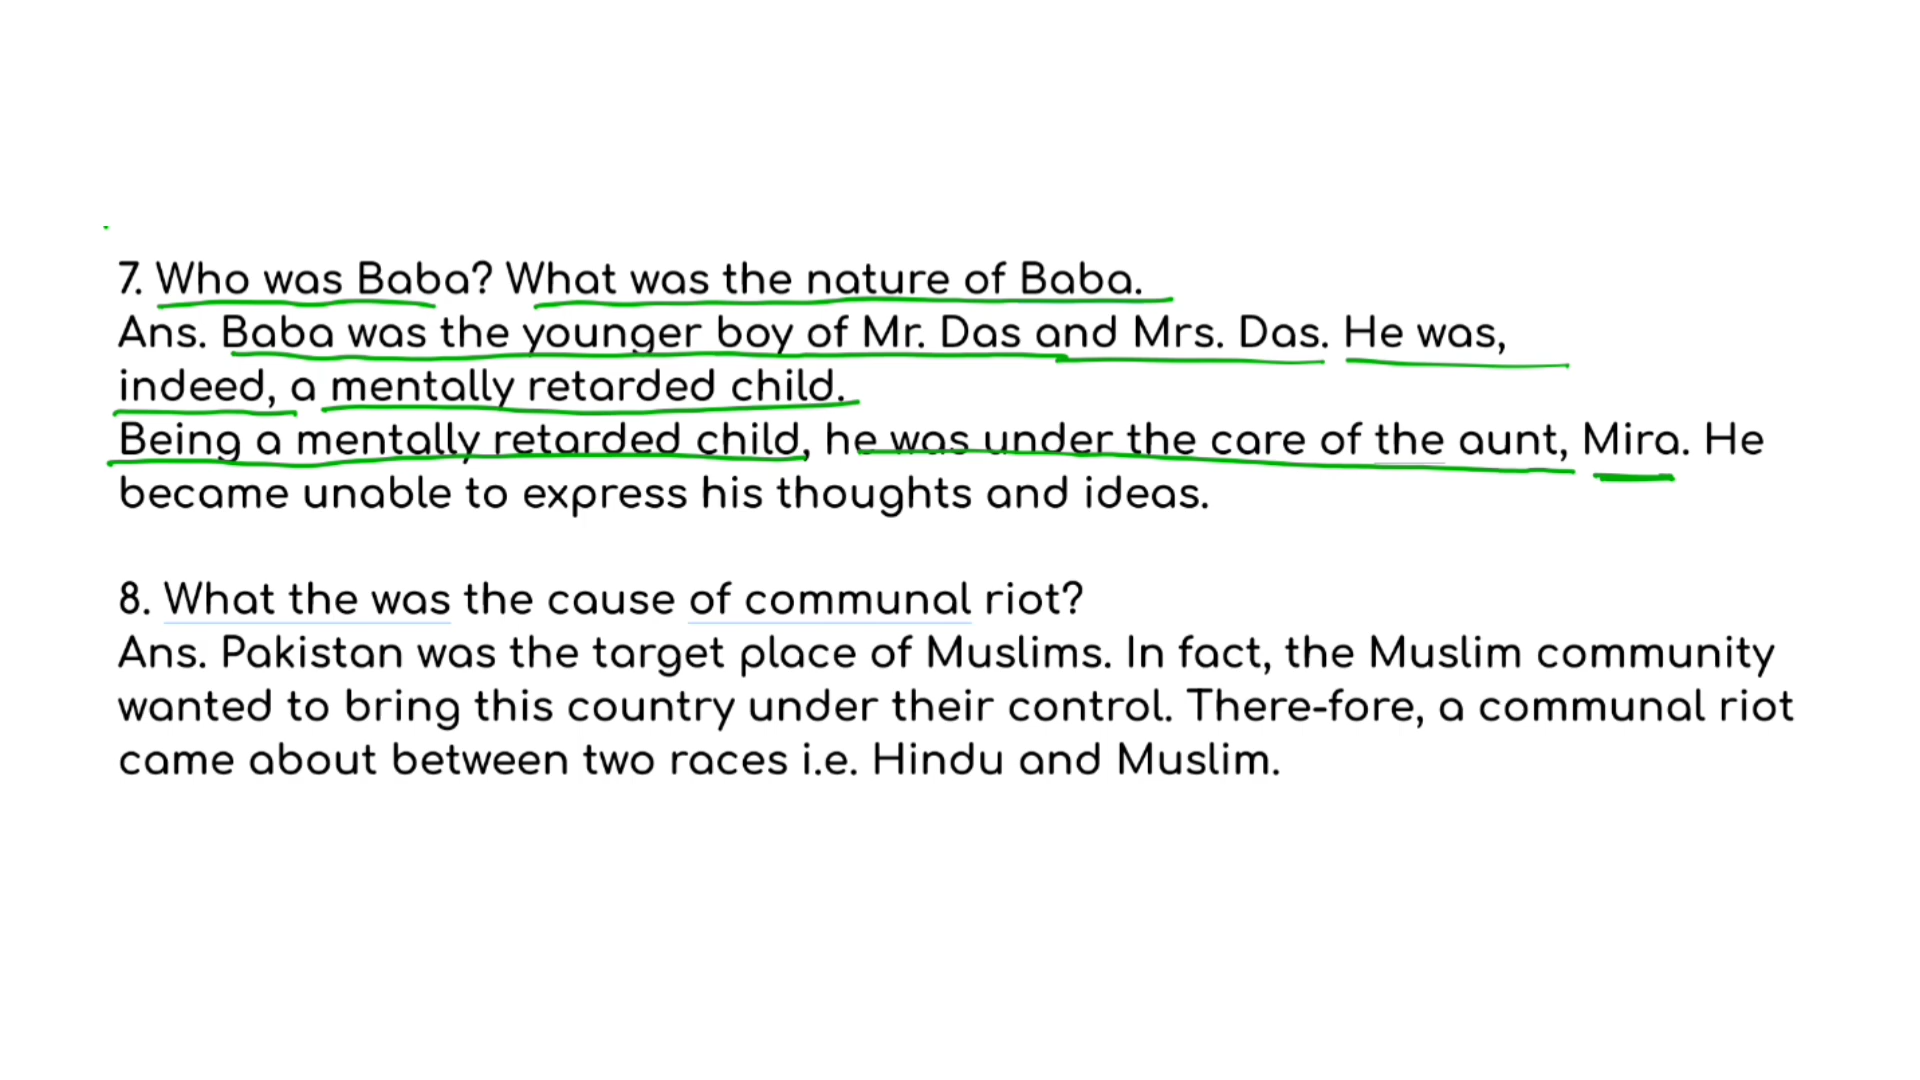 7. Who was Baba? What was the nature of Baba.
Ans. Baba was the younger boy of Mr. Das and Mrs. Das. He was,
indeed, a mentally retarded child.
Being a mentally retarded child, he was under the care of the aunt, Mira. He
became unable to express his thoughts and ideas.
8. What the was the cause of communal riot?
Ans. Pakistan was the target place of Muslims. In fact, the Muslim community
wanted to bring this country under their control. There-fore, a communal riot
came about between two races i.e. Hindu and Muslim.